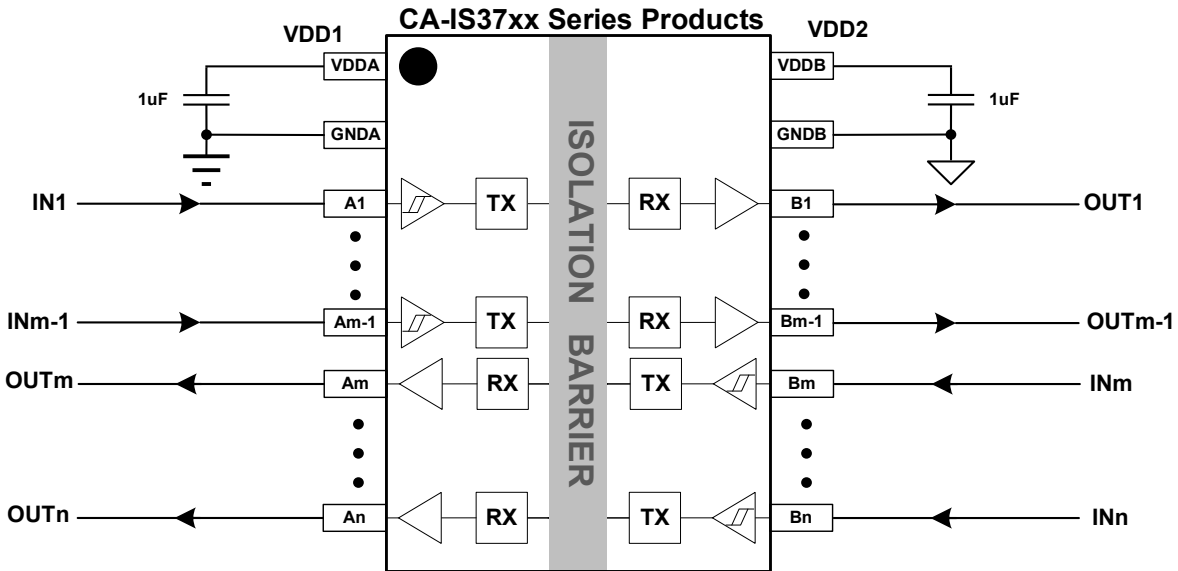 CA-IS37xx Series Products
VDD1
VDD2
VDDA
VDDB
1uF
1uF
GNDA
GNDB
ISOLATION BARRIER
IN1
A1
TX
RX
B1
OUT1
INm-1
Am-1
TX
RX
Bm-1
OUTm-1
OUTm
Am
RX
TX
Bm
INm
OUTn
An
RX
TX
Bn
INn